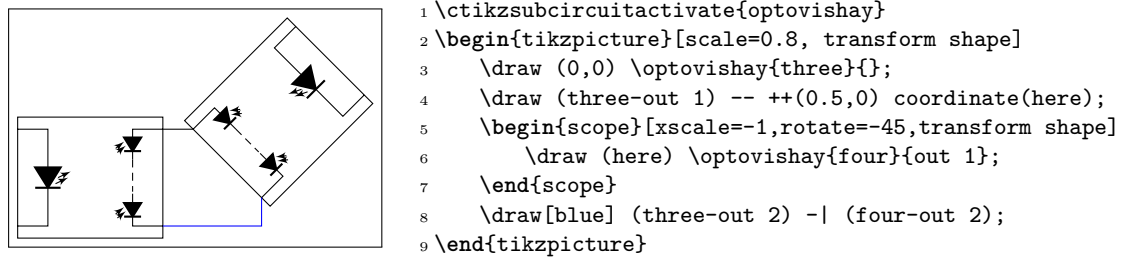 1 \ctikzsubcircuitactivate{optovishay}
2 \begin{tikzpicture}[scale=0.8, transform shape]
3     \draw (0,0) \optovishay{three}{};
4     \draw (three-out 1) -- ++(0.5,0) coordinate(here);
5     \begin{scope}[xscale=-1,rotate=-45,transform shape]
6         \draw (here) \optovishay{four}{out 1};
7     \end{scope}
8     \draw[blue] (three-out 2) -| (four-out 2);
9 \end{tikzpicture}